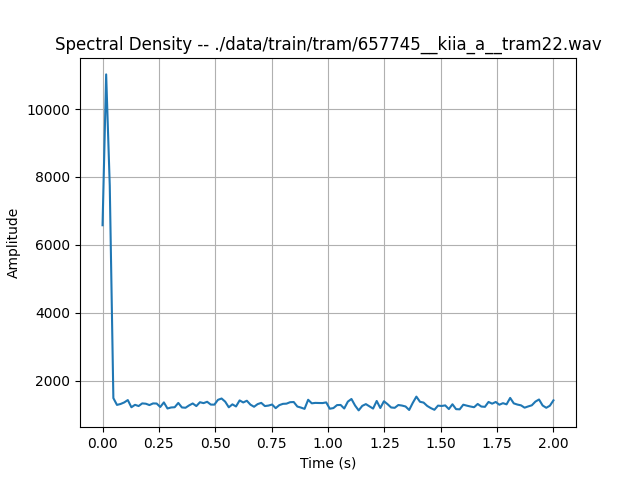 Spectral Density -- ./data/train/tram/657745__kiia_a__tram22.wav
10000
8000
6000
4000
2000
Amplitude
0.00 0.25 0.50 0.75 1.00 1.25 1.50 1.75 2.00
Time (s)